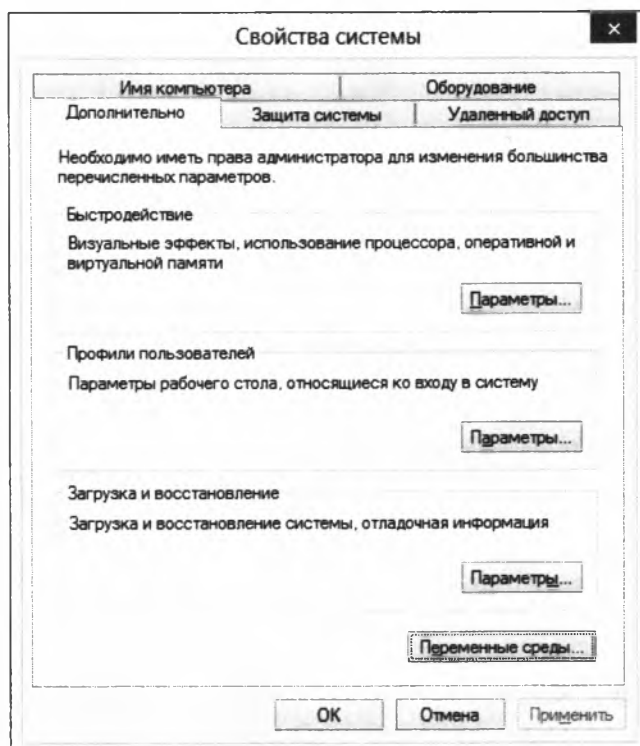 Свойства системы
Имя компьютера
Оборудование
Дополнительно
Защита системы
Удаленный доступ
Необходимо иметь права администратора для изменения большинства
перечисленных параметров.
Быстродействие
Визуальные эффекты, использование процессора, оперативной и
виртуальной памяти
Параметры...
Профили пользователей
Параметры рабочего стола, относящиеся ко входу в систему
Параметры...
Загрузка и восстановление
Загрузка и восстановление системы, отладочная информация
Параметры...
Переменные среды...
ОК
Отмена
Применить